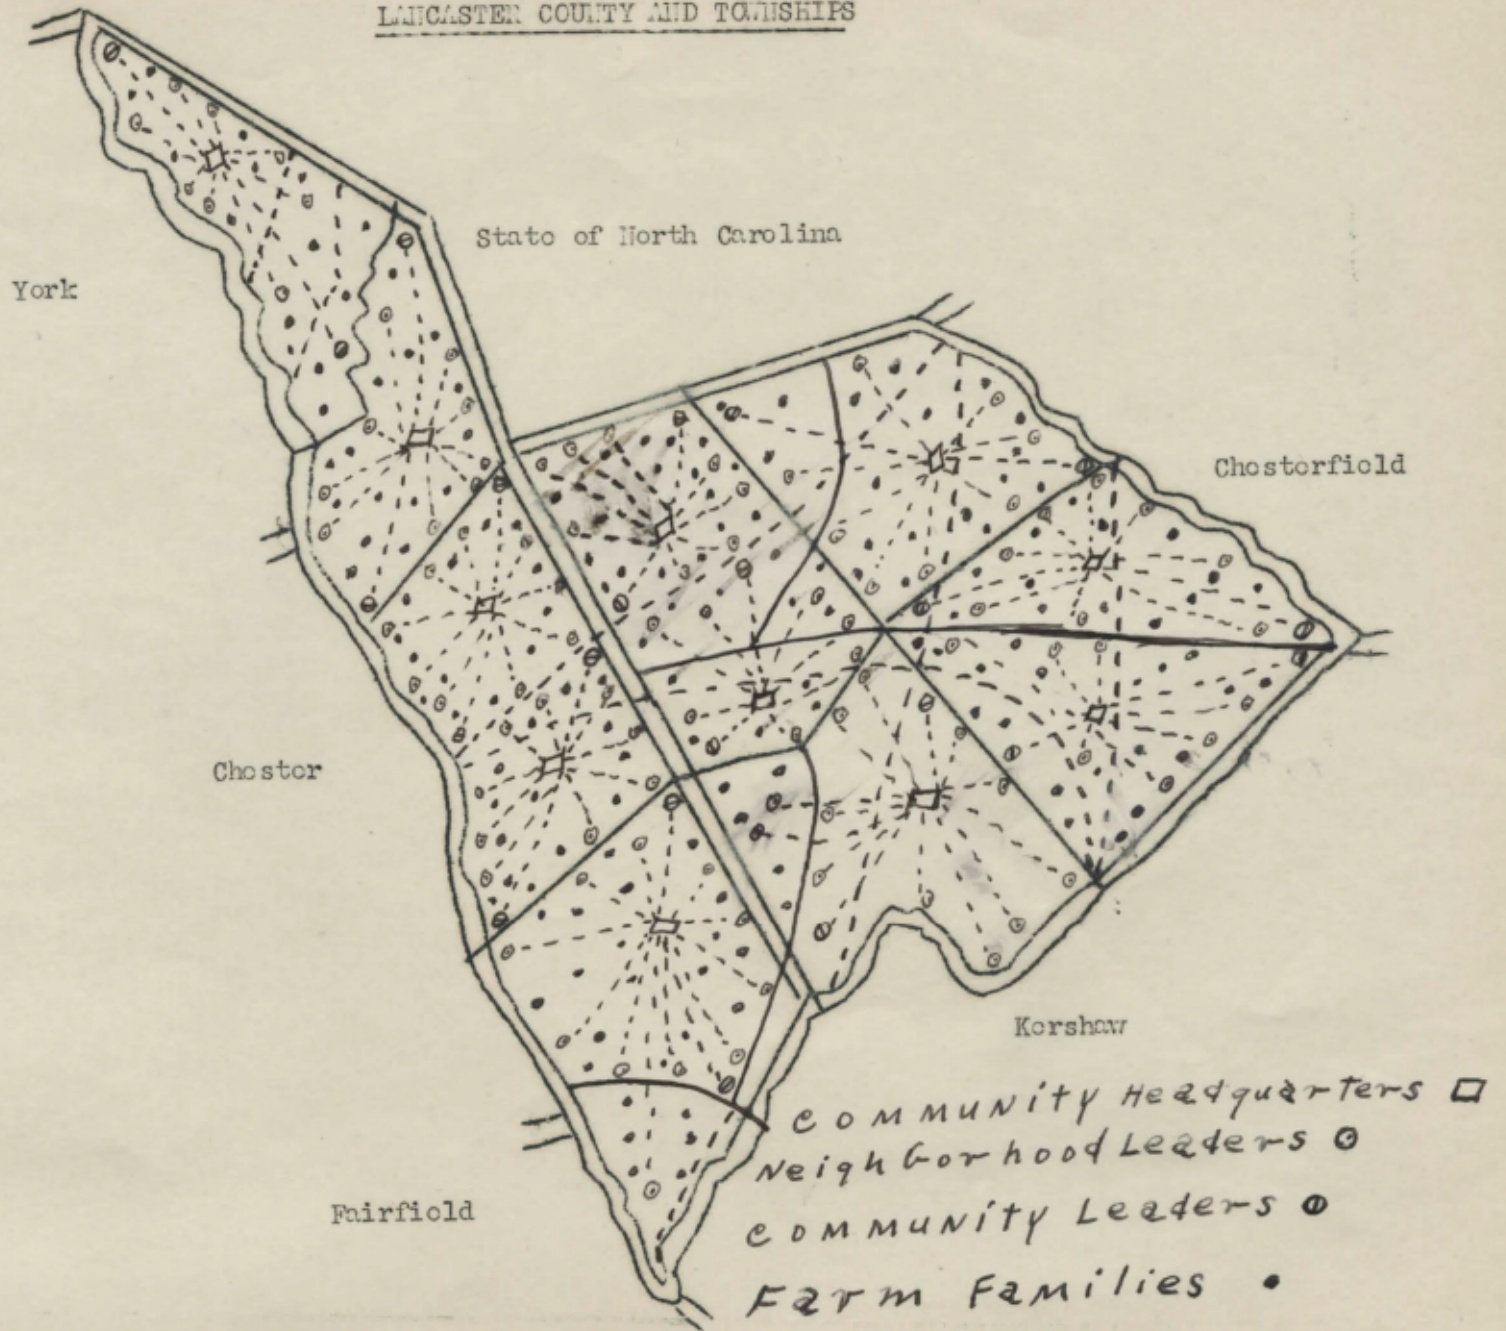 LANCASTER COUNTY AND TOWNSHIPS
State of North Carolina
York
Chesterfield
Chester
Kershaw
Community Headquarters
Neighborhood Leaders
Fairfield
Community Leaders
Farm Families